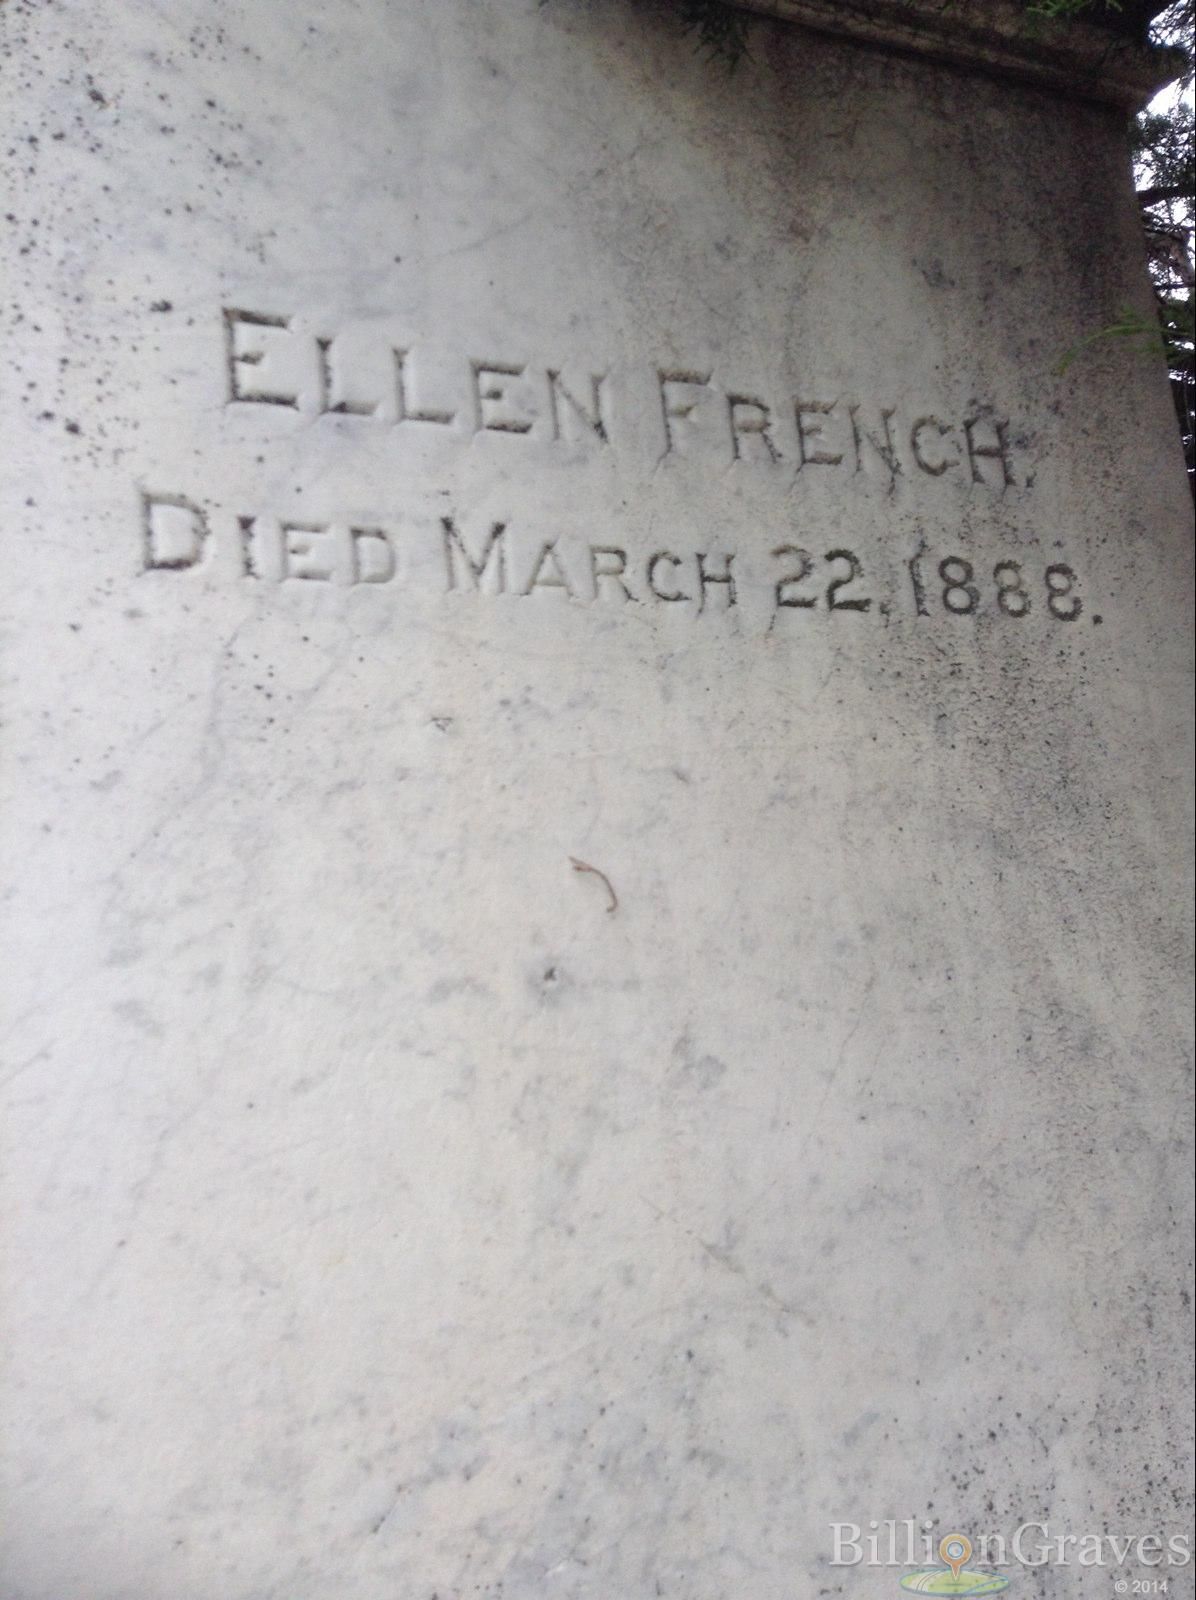 ELLEN FRENCH.
DIED MARCH 22, 1888.
BillionGraves
© 2014